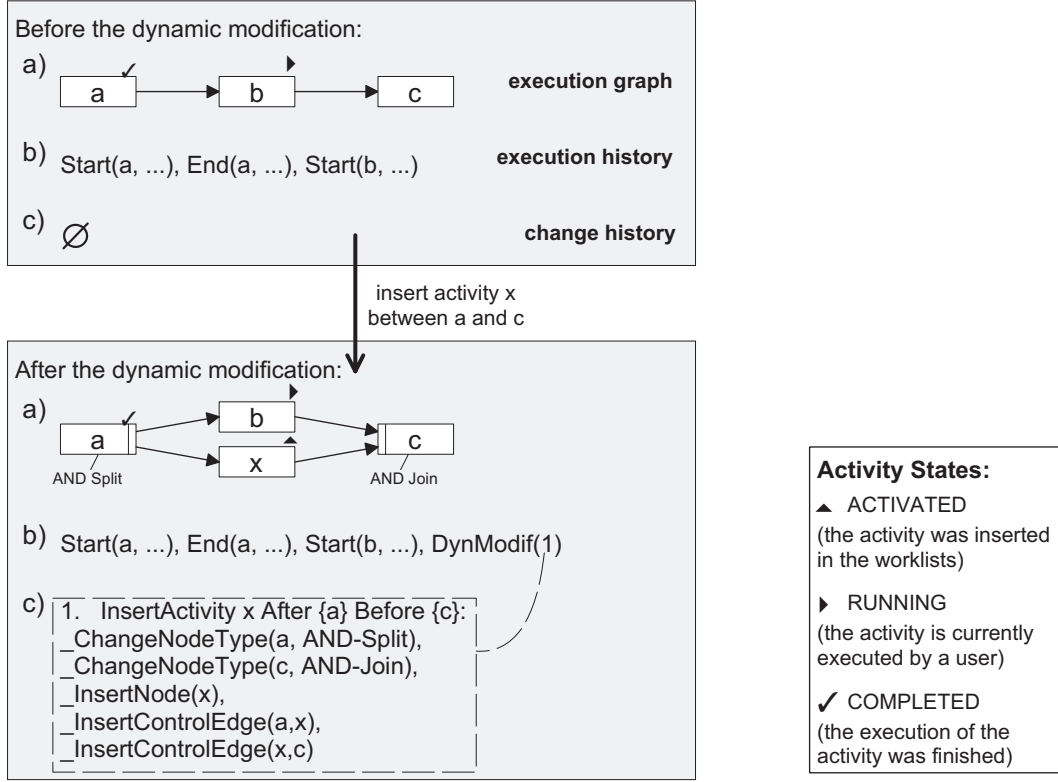 Before the dynamic modification:
a)
a b c
execution graph
b) Start(a, ...), End(a, ...), Start(b, ...)
execution history
c) ∅
change history
insert activity x
between a and c
After the dynamic modification:
a)
b
a c
x
AND Split AND Join
b) Start(a, ...), End(a, ...), Start(b, ...), DynModif(1)
c) 1. InsertActivity x After {a} Before {c}:
_ChangeNodeType(a, AND-Split),
_ChangeNodeType(c, AND-Join),
_InsertNode(x),
_InsertControlEdge(a,x),
_InsertControlEdge(x,c)
Activity States:
ACTIVATED
(the activity was inserted
in the worklists)
RUNNING
(the activity is currently
executed by a user)
COMPLETED
(the execution of the
activity was finished)